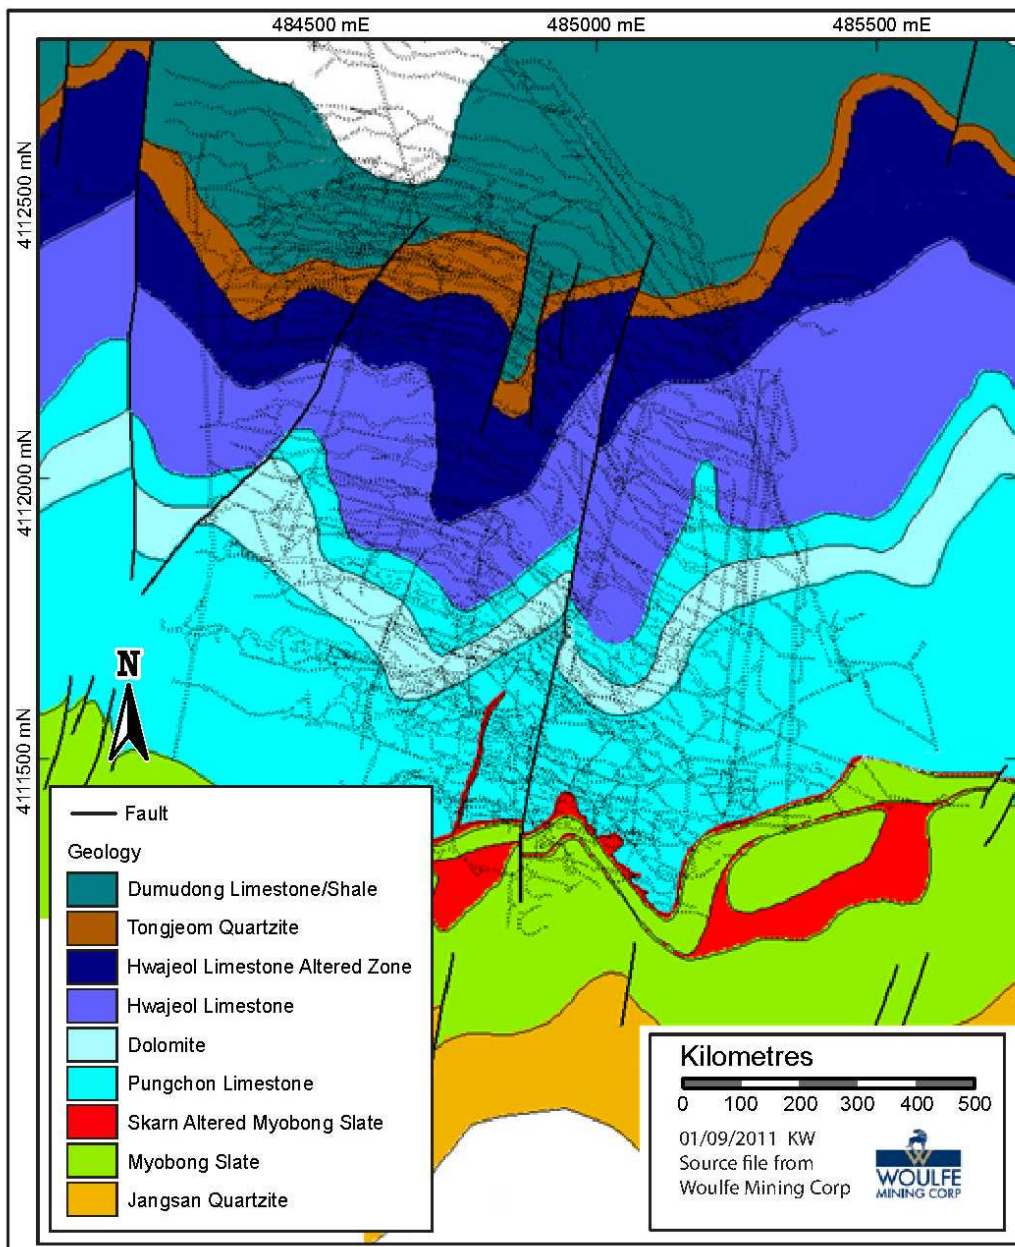 484500 mE
485000 mE
485500 mE
4112500 mN
4112000 mN
4111500 mN
N
Fault
Geology
Dumudong Limestone/Shale
Tongjeom Quartzite
Hwajeol Limestone Altered Zone
Hwajeol Limestone
Dolomite
Pungchon Limestone
Skarn Altered Myobong Slate
Myobong Slate
Jangsan Quartzite
Kilometres
0 100 200 300 400 500
01/09/2011 KW
Source file from
Woulfe Mining Corp
W
WOULFE
MINING CORP